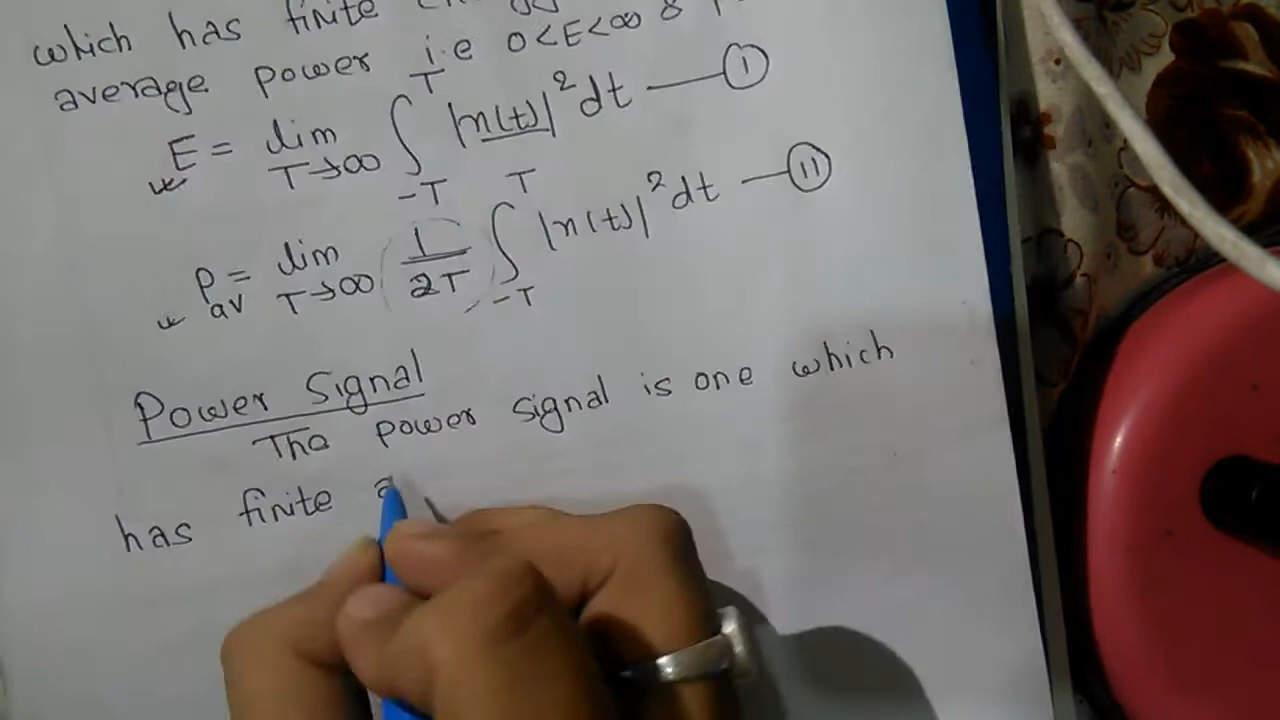 which has finite
average power i.e 0<E<∞ &
E = lim T→∞ ∫ -T T |n(t)|² dt — (I)
Pav = lim T→∞ 1/2T ∫ -T T |n(t)|² dt — (II)
Power Signal
The power signal is one which
has finite a